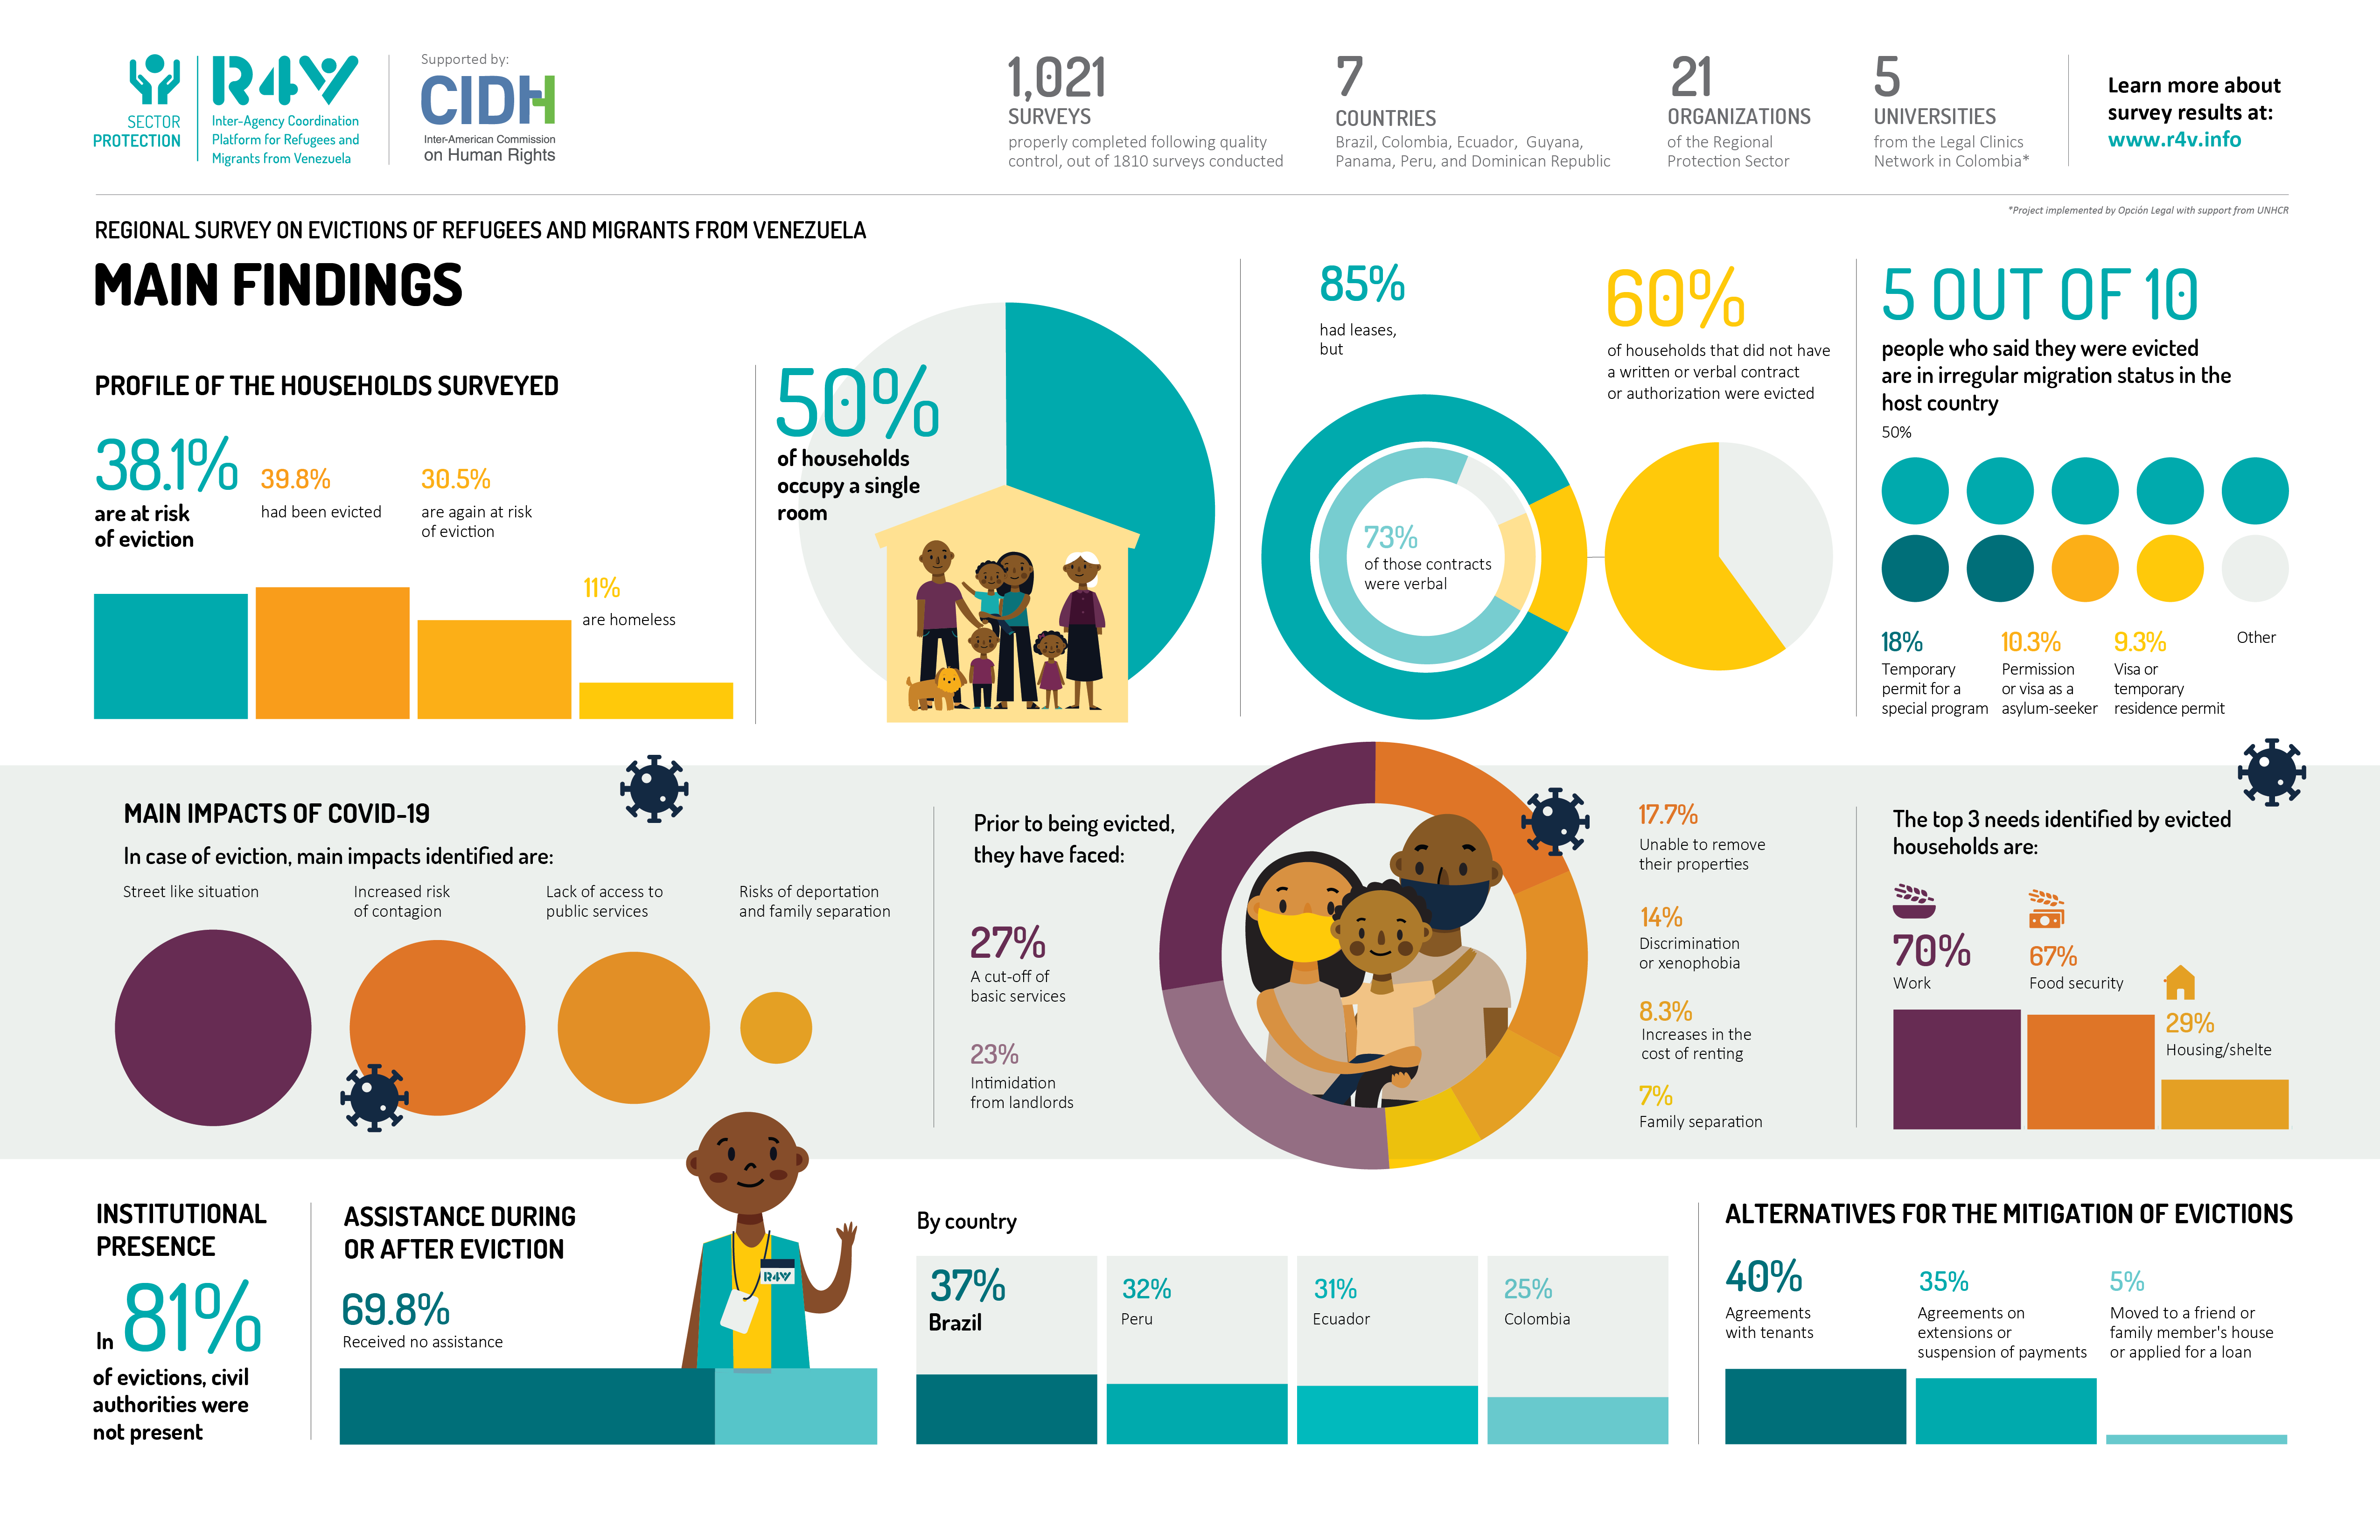 SECTOR
PROTECTION
R4V
Inter-Agency Coordination
Platform for Refugees and
Migrants from Venezuela
Supported by:
CIDH
Inter-American Commission
on Human Rights
1,021
SURVEYS
properly completed following quality
control, out of 1810 surveys conducted
7
COUNTRIES
Brazil, Colombia, Ecuador, Guyana,
Panama, Peru, and Dominican Republic
21
ORGANIZATIONS
of the Regional
Protection Sector
5
UNIVERSITIES
from the Legal Clinics
Network in Colombia*
Learn more about
survey results at:
www.r4v.info
*Project implemented by Opción Legal with support from UNHCR
REGIONAL SURVEY ON EVICTIONS OF REFUGEES AND MIGRANTS FROM VENEZUELA
MAIN FINDINGS
PROFILE OF THE HOUSEHOLDS SURVEYED
38.1%
are at risk
of eviction
39.8%
had been evicted
30.5%
are again at risk
of eviction
11%
are homeless
50%
of households
occupy a single
room
85%
had leases,
but
73%
of those contracts
were verbal
60%
of households that did not have
a written or verbal contract
or authorization were evicted
5 OUT OF 10
people who said they were evicted
are in irregular migration status in the
host country
50%
18%
Temporary
permit for a
special program
10.3%
Permission
or visa as a
asylum-seeker
9.3%
Visa or
temporary
residence permit
Other
MAIN IMPACTS OF COVID-19
In case of eviction, main impacts identified are:
Street like situation
Increased risk
of contagion
Lack of access to
public services
Risks of deportation
and family separation
Prior to being evicted,
they have faced:
27%
A cut-off of
basic services
23%
Intimidation
from landlords
17.7%
Unable to remove
their properties
14%
Discrimination
or xenophobia
8.3%
Increases in the
cost of renting
7%
Family separation
The top 3 needs identified by evicted
households are:
70%
Work
67%
Food security
29%
Housing/shelte
INSTITUTIONAL
PRESENCE
In 81%
of evictions, civil
authorities were
not present
ASSISTANCE DURING
OR AFTER EVICTION
69.8%
Received no assistance
R4V
By country
37%
Brazil
32%
Peru
31%
Ecuador
25%
Colombia
ALTERNATIVES FOR THE MITIGATION OF EVICTIONS
40%
Agreements
with tenants
35%
Agreements on
extensions or
suspension of payments
5%
Moved to a friend or
family member's house
or applied for a loan